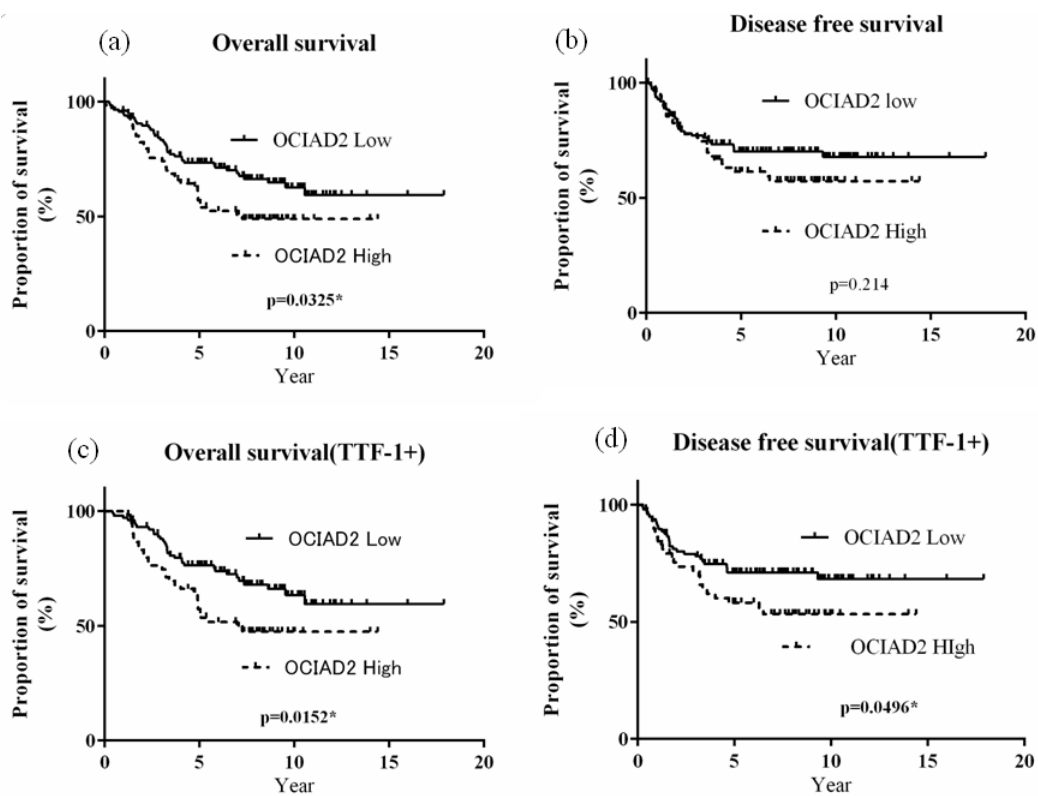 (a)
Overall survival
Proportion of survival
(%)
100
50
0
OCIAD2 Low
OCIAD2 High
p=0.0325*
0 5 10 15 20
Year
(b)
Disease free survival
Proportion of survival
(%)
100
50
0
OCIAD2 low
OCIAD2 High
p=0.214
0 5 10 15 20
Year
(c)
Overall survival(TTF-1+)
Proportion of survival
(%)
100
50
0
OCIAD2 Low
OCIAD2 High
p=0.0152*
0 5 10 15 20
Year
(d)
Disease free survival(TTF-1+)
Proportion of survival
(%)
100
50
0
OCIAD2 Low
OCIAD2 HIgh
p=0.0496*
0 5 10 15 20
Year